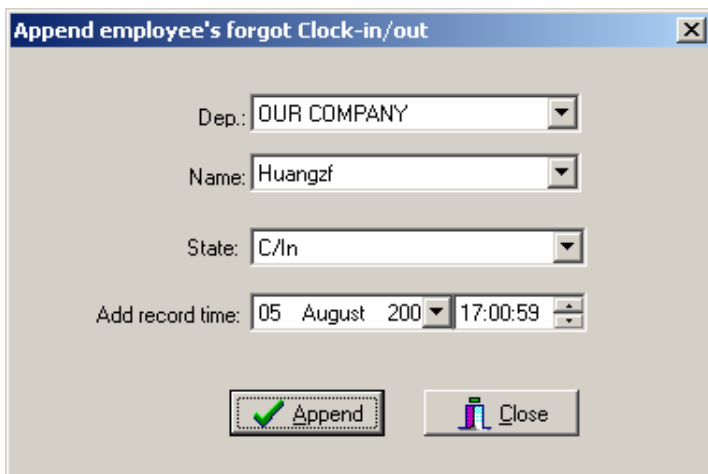 Append employee's forgot Clock-in/out
Dep.: OUR COMPANY
Name: Huangzf
State: C/In
Add record time: 05 August 200 17:00:59
Append Close